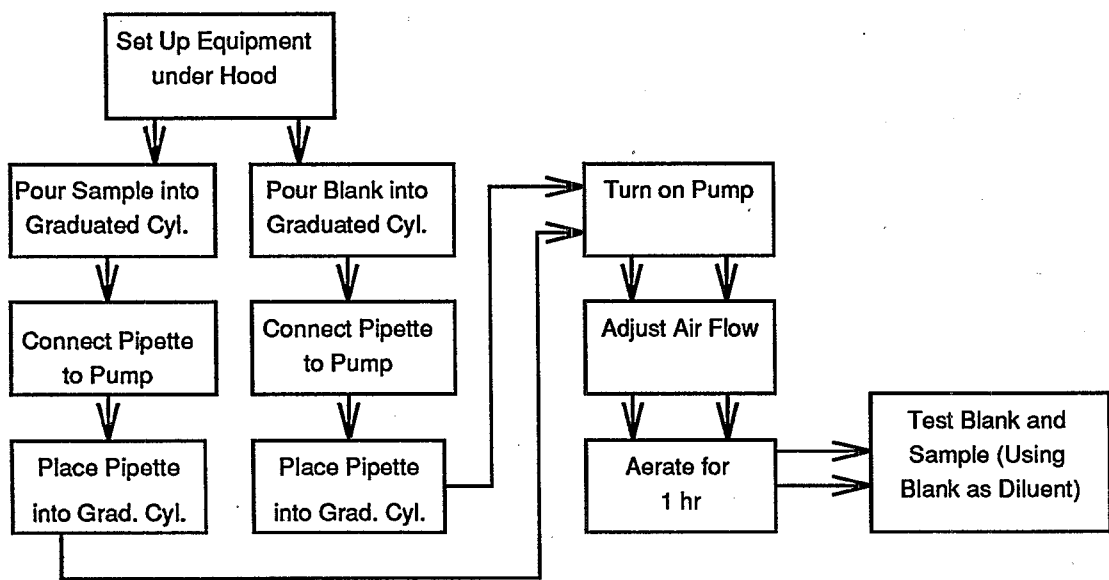 Set Up Equipment
under Hood
Pour Sample into
Graduated Cyl.
Pour Blank into
Graduated Cyl.
Turn on Pump
Connect Pipette
to Pump
Connect Pipette
to Pump
Adjust Air Flow
Place Pipette
into Grad. Cyl.
Place Pipette
into Grad. Cyl.
Aerate for
1 hr
Test Blank and
Sample (Using
Blank as Diluent)